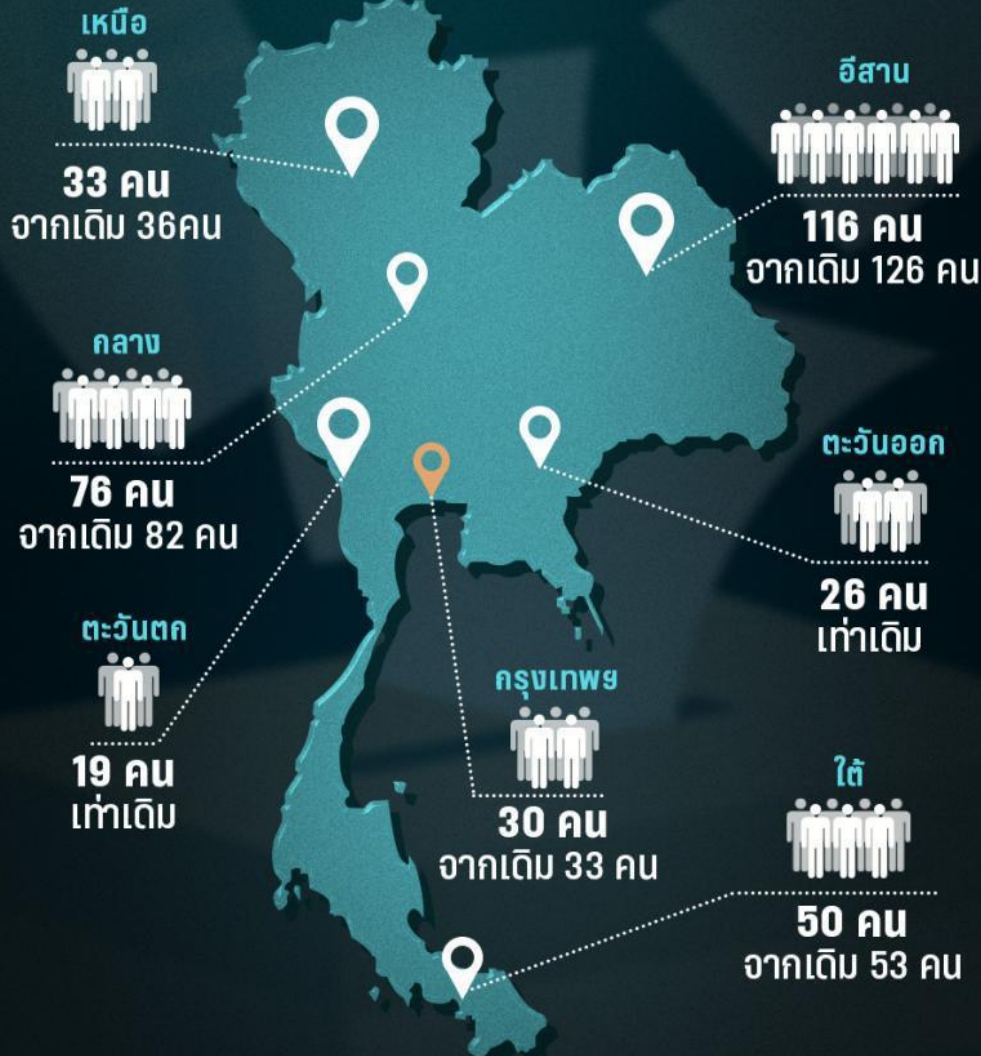 เหนือ
33 คน
จากเดิม 36คน
อีสาน
116 คน
จากเดิม 126 คน
กลาง
76 คน
จากเดิม 82 คน
ตะวันออก
26 คน
เท่าเดิม
ตะวันตก
19 คน
เท่าเดิม
กรุงเทพฯ
30 คน
จากเดิม 33 คน
ใต้
50 คน
จากเดิม 53 คน